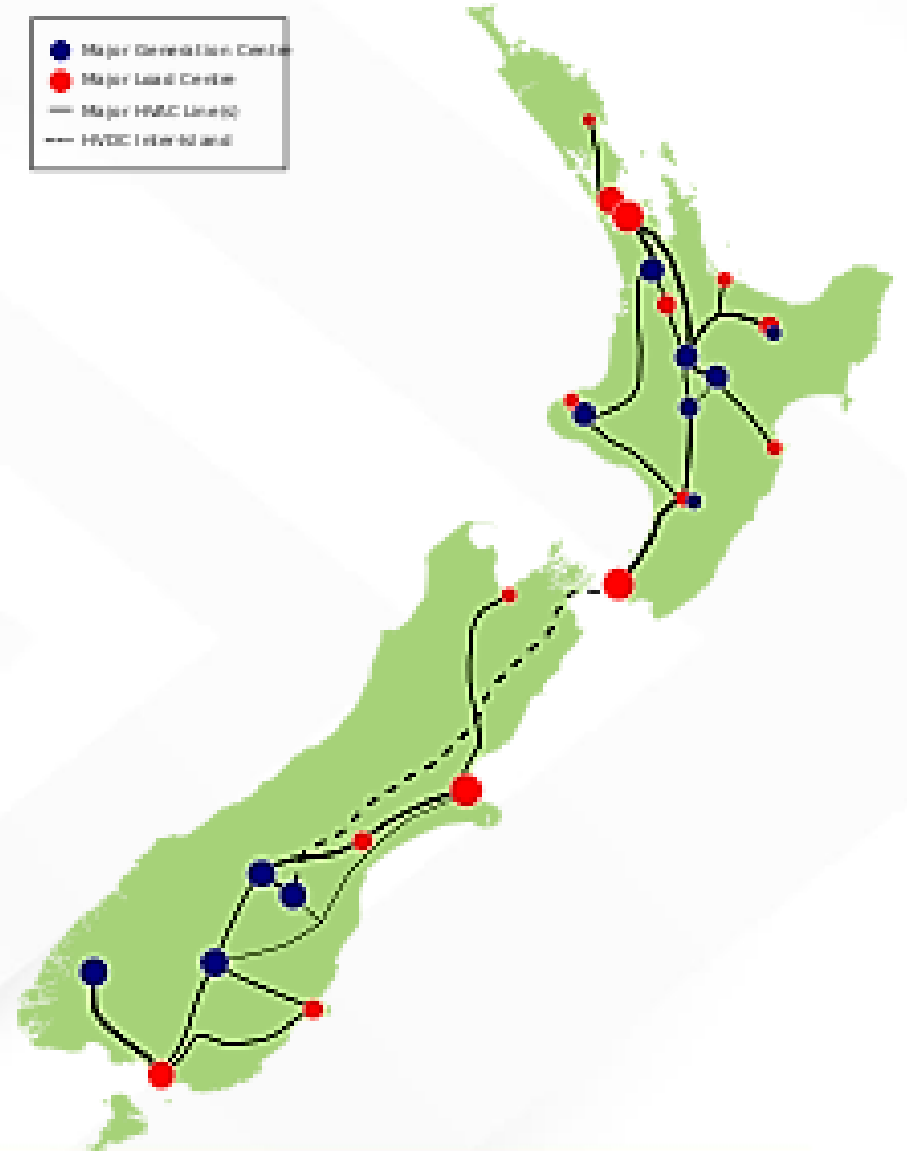 Major Generation Center
Major Load Center
Major HVAC Line(s)
HVDC Inter-Island